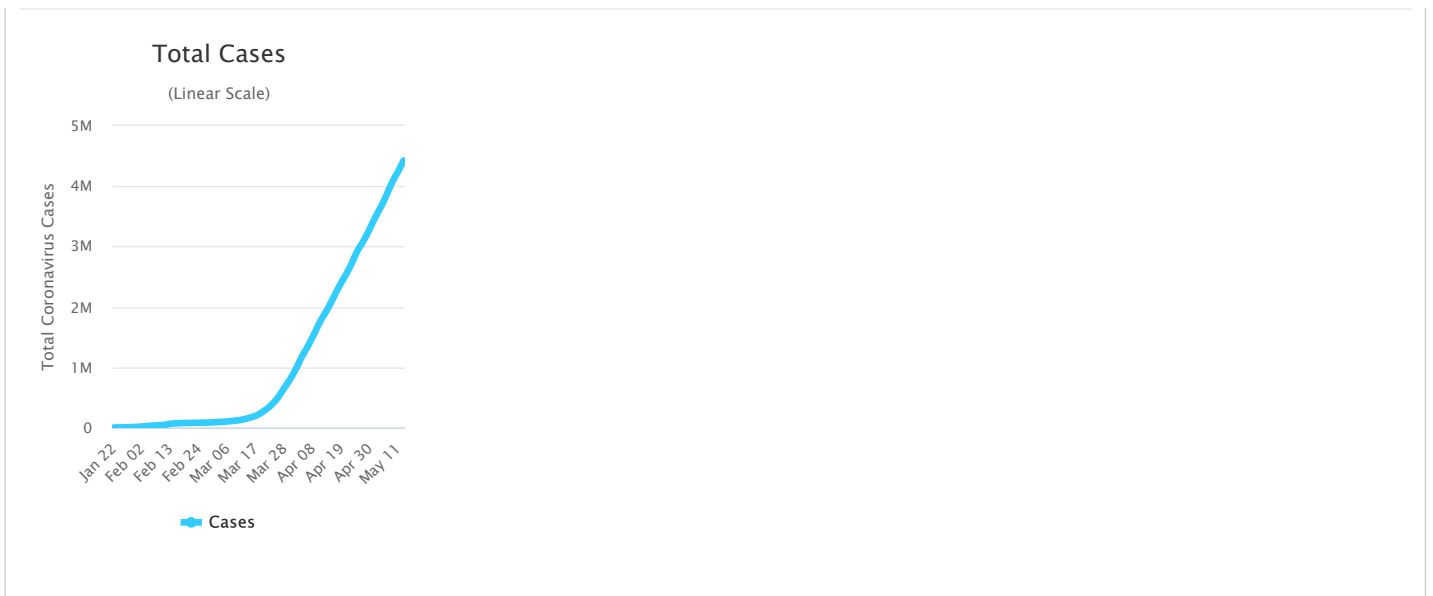 Total Cases
(Linear Scale)
Total Coronavirus Cases
5M
4M
3M
2M
1M
0
Jan 22
Feb 02
Feb 13
Feb 24
Mar 06
Mar 17
Mar 28
Apr 08
Apr 19
Apr 30
May 11
Cases